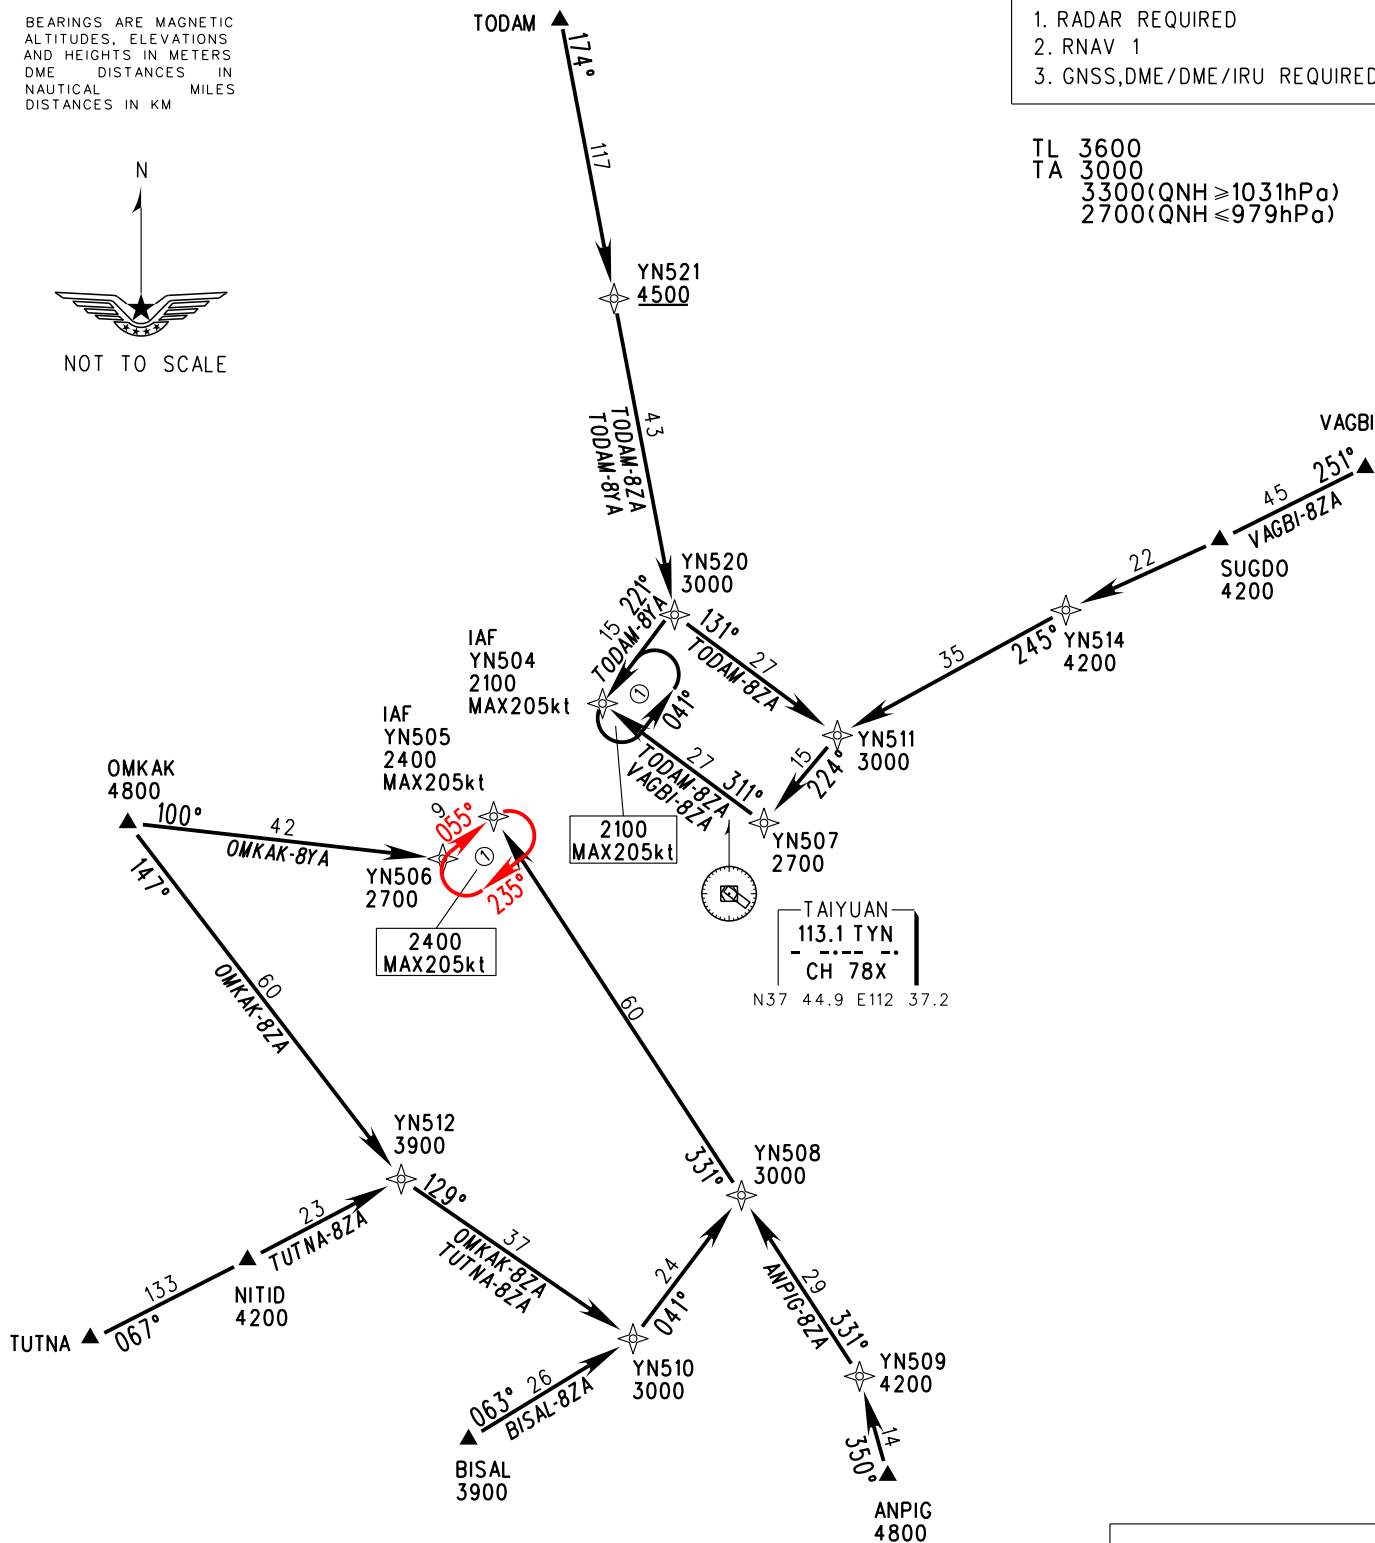 BEARINGS ARE MAGNETIC
ALTITUDES, ELEVATIONS
AND HEIGHTS IN METERS
DME DISTANCES IN
NAUTICAL MILES
DISTANCES IN KM
N
NOT TO SCALE
1. RADAR REQUIRED
2. RNAV 1
3. GNSS,DME/DME/IRU REQUIRED
TL 3600
TA 3000
3300(QNH ≥1031hPa)
2700(QNH ≤979hPa)
TODAM
174°
117
YN521
4500
43
TODAM-8ZA
TODAM-8YA
VAGBI
251°
45
VAGBI-8ZA
SUGDO
4200
22
YN514
4200
245°
35
YN520
3000
221°
15
TODAM-8YA
131°
27
TODAM-8ZA
IAF
YN504
2100
MAX205kt
1
041°
YN511
3000
15
224°
27
311°
TODAM-8ZA
VAGBI-8ZA
YN507
2700
2100
MAX205kt
IAF
YN505
2400
MAX205kt
OMKAK
4800
100°
42
OMKAK-8YA
147°
9
055°
1
235°
YN506
2700
2400
MAX205kt
TAIYUAN
113.1 TYN
CH 78X
N37 44.9 E112 37.2
60
OMKAK-8ZA
60
YN512
3900
YN508
3000
331°
129°
37
OMKAK-8ZA
TUTNA-8ZA
23
TUTNA-8ZA
NITID
4200
133
067°
TUTNA
24
041°
29
331°
ANPIG-8ZA
YN510
3000
YN509
4200
063°
26
BISAL-8ZA
BISAL
3900
14
350°
ANPIG
4800